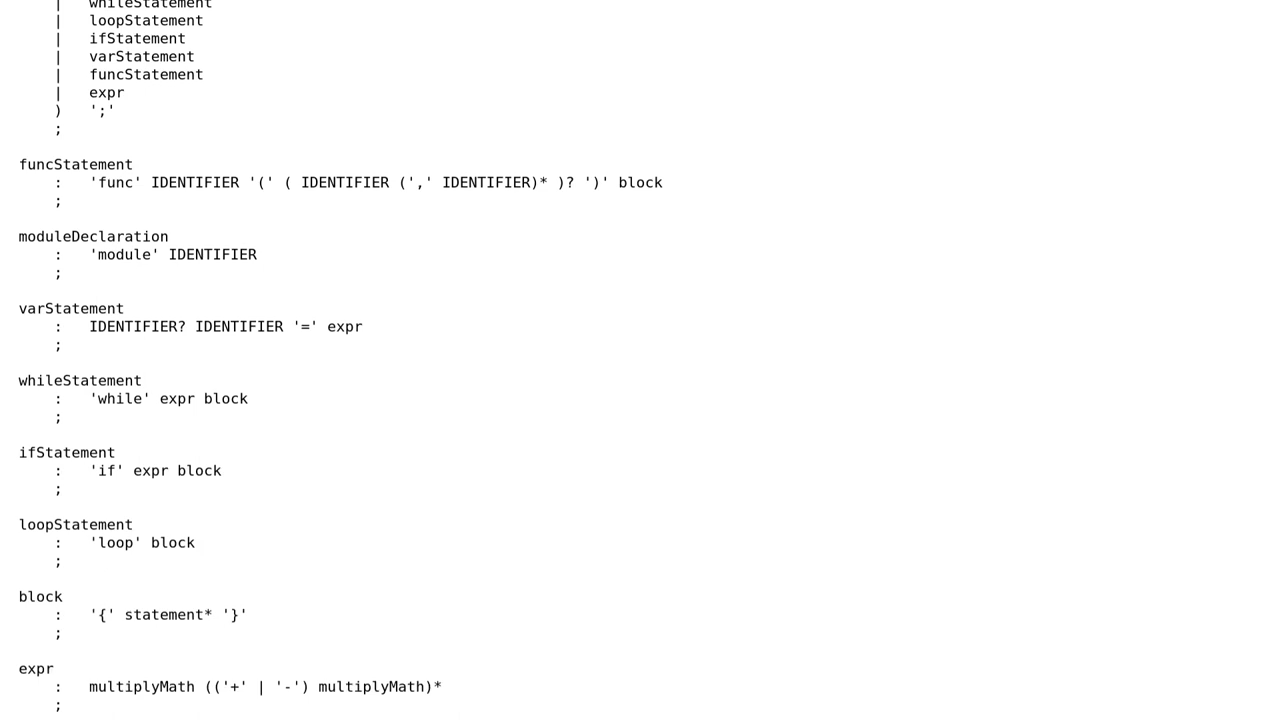 | whileStatement
| loopStatement
| ifStatement
| varStatement
| funcStatement
| expr
) ';'
;
funcStatement
: 'func' IDENTIFIER '(' ( IDENTIFIER (',' IDENTIFIER)* )? ')' block
;
moduleDeclaration
: 'module' IDENTIFIER
;
varStatement
: IDENTIFIER? IDENTIFIER '=' expr
;
whileStatement
: 'while' expr block
;
ifStatement
: 'if' expr block
;
loopStatement
: 'loop' block
;
block
: '{' statement* '}'
;
expr
: multiplyMath (('+' | '-') multiplyMath)*
;